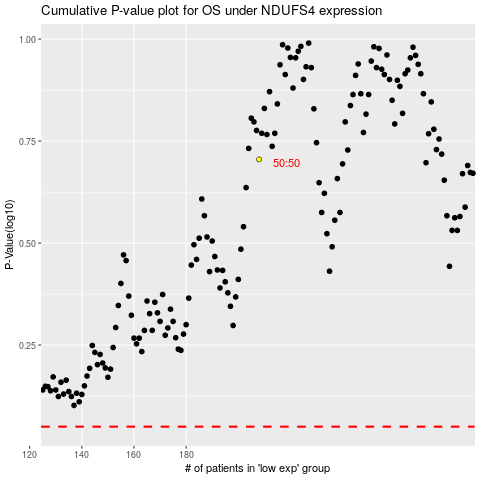 Cumulative P-value plot for OS under NDUFS4 expression
1.00
0.75
0.50
0.25
P-Value(log10)
50:50
120 140 160 180
# of patients in 'low exp' group